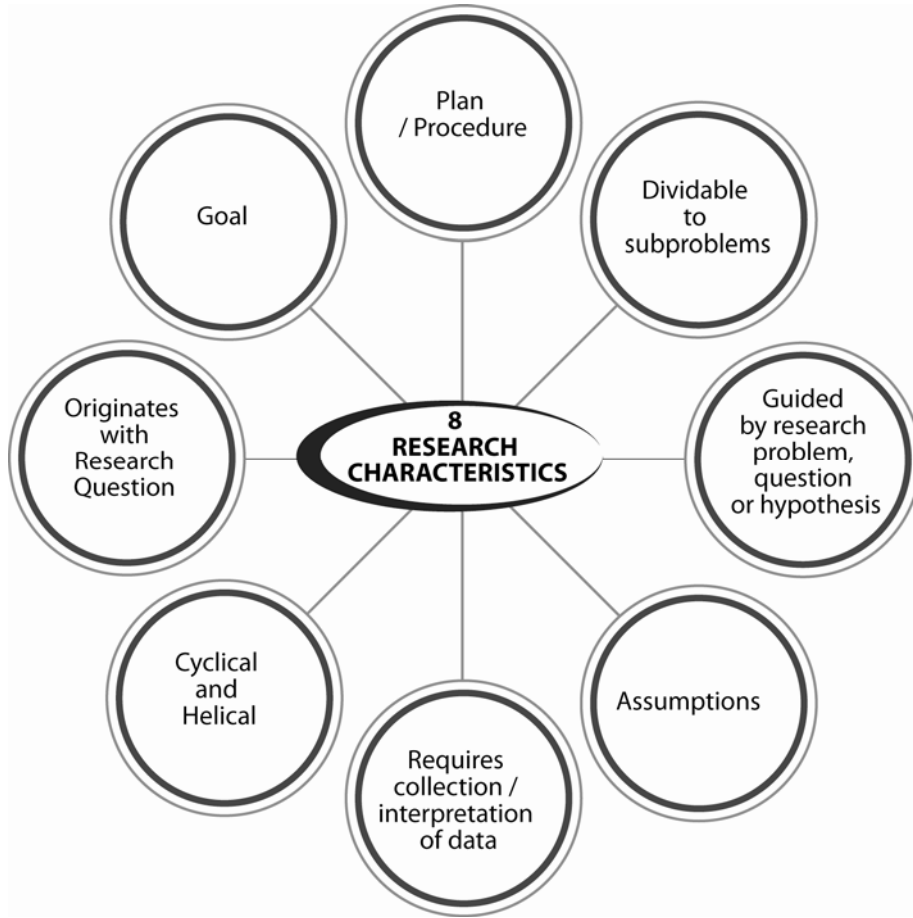 Plan
/ Procedure
Dividable
to
subproblems
Guided
by research
problem,
question
or hypothesis
Assumptions
Requires
collection /
interpretation
of data
Cyclical
and
Helical
Originates
with
Research
Question
Goal
8
RESEARCH
CHARACTERISTICS